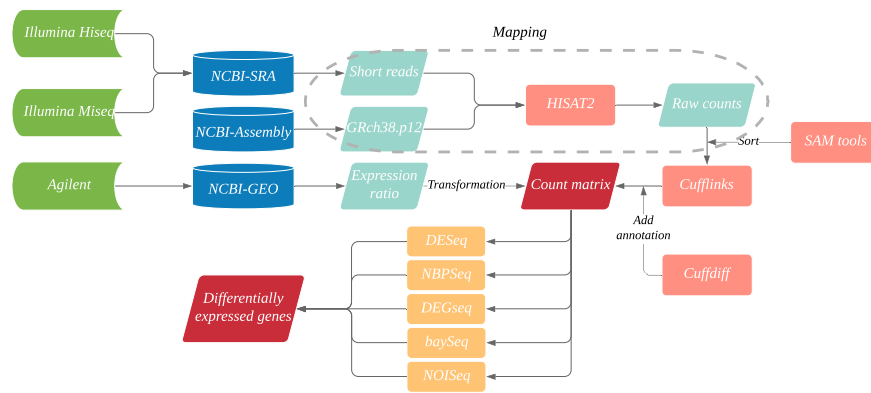 Mapping
Illumina Hiseq
NCBI-SRA
Short reads
HISAT2
Raw counts
Illumina Miseq
NCBI-Assembly
GRch38.p12
Sort
SAM tools
Agilent
NCBI-GEO
Expression
ratio
Transformation
Count matrix
Cufflinks
Add
annotation
Cuffdiff
DESeq
NBPSeq
DEGseq
baySeq
NOISeq
Differentially
expressed genes